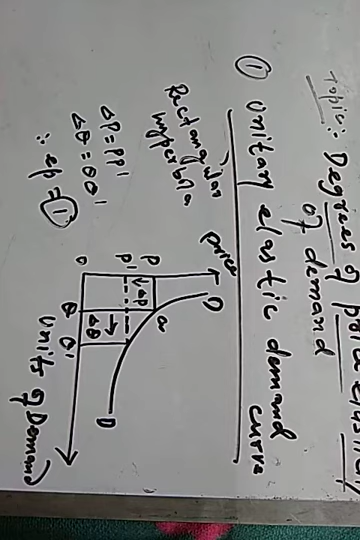 Topic: Degrees of price elasticity
of demand
① Unitary elastic demand curve
Rectangular
hyperbola
ΔP = PP'
ΔQ = QQ'
∴ ep = ①
price
D
P
ΔP
a
P'
ΔQ
D
O
Q
Q'
Units of Demand